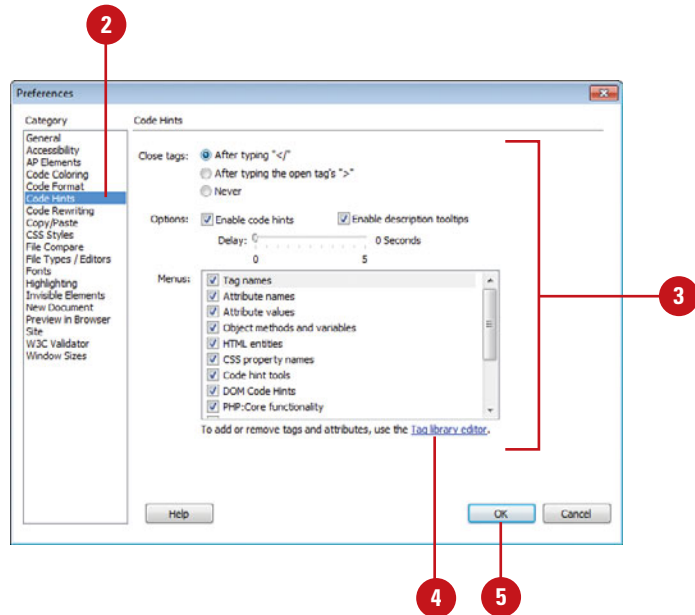 2
Preferences
Category
Code Hints
General
Accessibility
AP Elements
Code Coloring
Code Format
Code Hints
Code Rewriting
Copy/Paste
CSS Styles
File Compare
File Types / Editors
Fonts
Highlighting
Invisible Elements
New Document
Preview in Browser
Site
W3C Validator
Window Sizes
Close tags: After typing "</"
After typing the open tag's ">"
Never
Options: Enable code hints Enable description tooltips
Delay: 0 Seconds
0 5
Menus: Tag names
Attribute names
Attribute values
Object methods and variables
HTML entities
CSS property names
Code hint tools
DOM Code Hints
PHP:Core functionality
To add or remove tags and attributes, use the Tag library editor.
3
Help OK Cancel
4 5